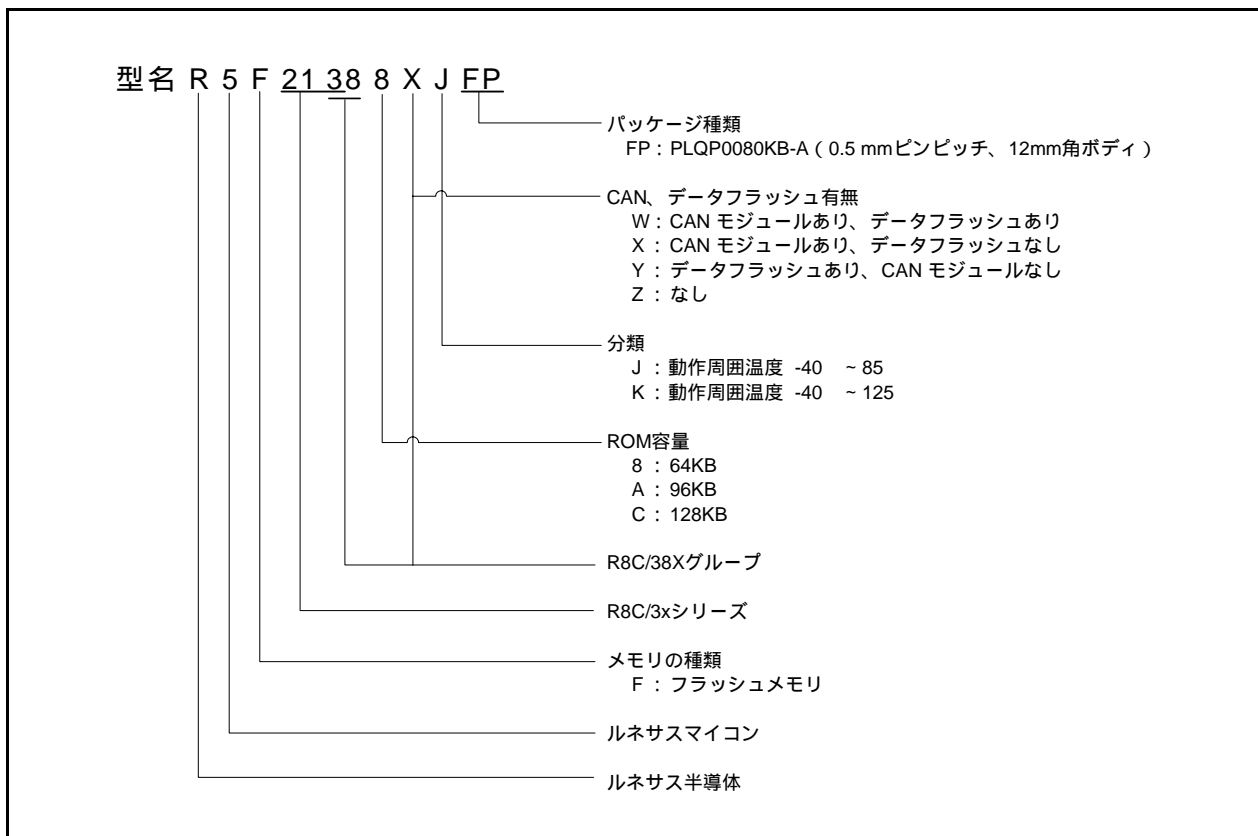 型名 R 5 F 21 38 8 X J FP
パッケージ種類
FP : PLQP0080KB-A ( 0.5 mmピンピッチ、12mm角ボディ )
CAN、データフラッシュ有無
W : CAN モジュールあり、データフラッシュあり
X : CAN モジュールあり、データフラッシュなし
Y : データフラッシュあり、CAN モジュールなし
Z : なし
分類
J : 動作周囲温度 -40 ~ 85
K : 動作周囲温度 -40 ~ 125
ROM容量
8 : 64KB
A : 96KB
C : 128KB
R8C/38Xグループ
R8C/3xシリーズ
メモリの種類
F : フラッシュメモリ
ルネサスマイコン
ルネサス半導体